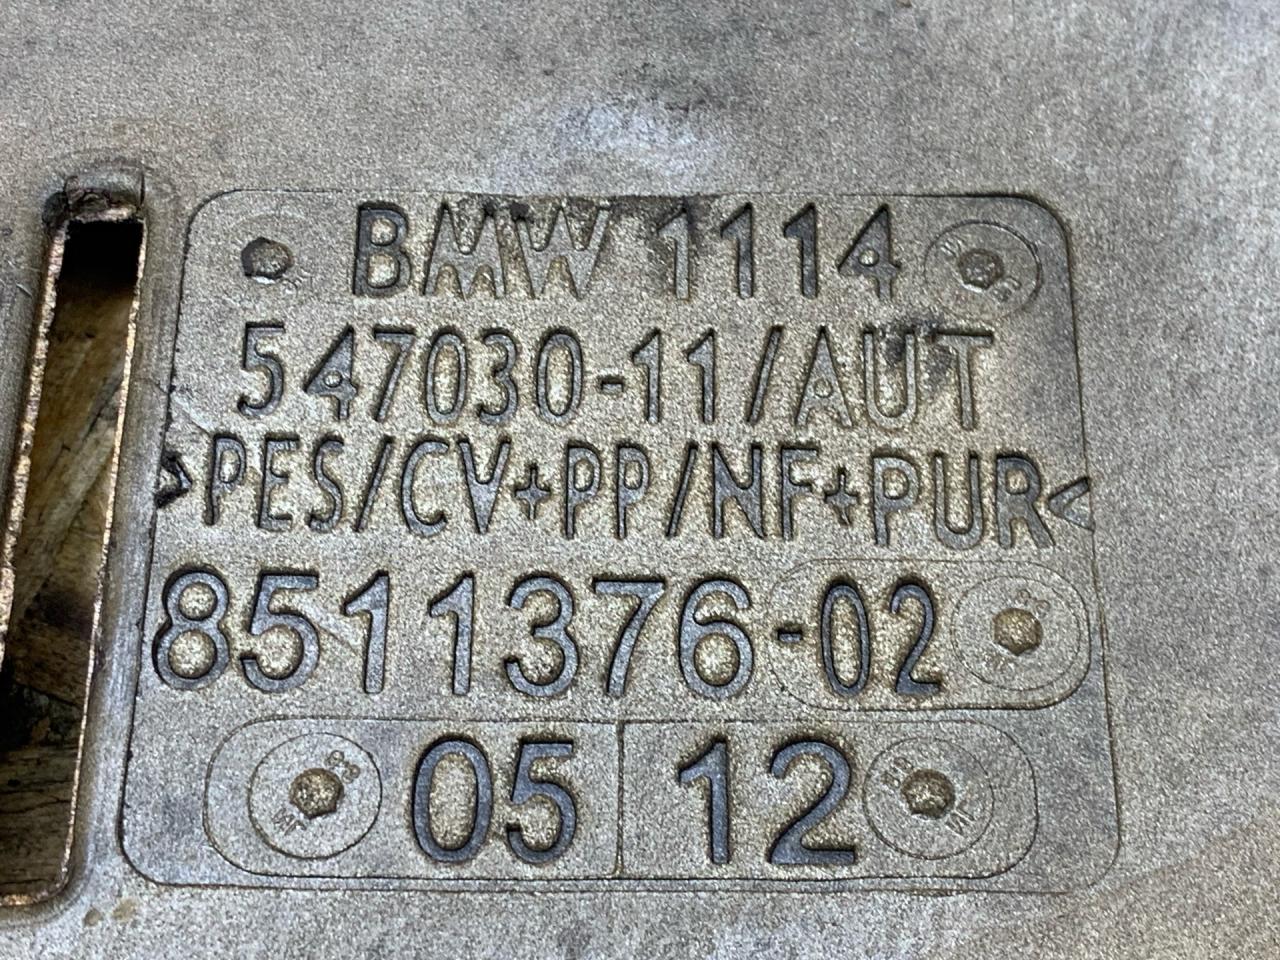 BMW 1114
547030-11/AUT
>PES/CV+PP/NF+PUR<
8511376-02
05 12